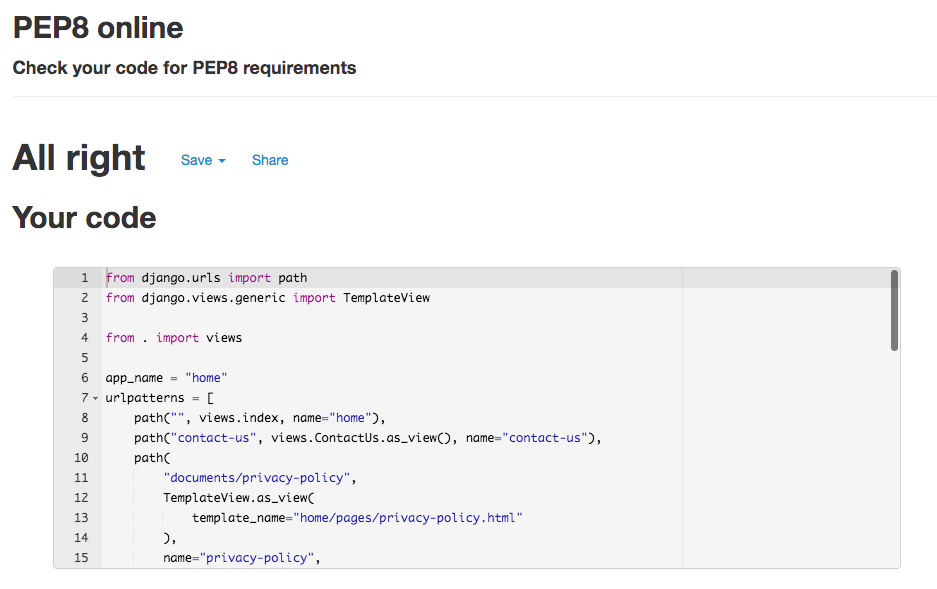 PEP8 online
Check your code for PEP8 requirements
All right Save Share
Your code
1 from django.urls import path
2 from django.views.generic import TemplateView
3
4 from . import views
5
6 app_name = "home"
7 urlpatterns = [
8     path("", views.index, name="home"),
9     path("contact-us", views.ContactUs.as_view(), name="contact-us"),
10     path(
11         "documents/privacy-policy",
12         TemplateView.as_view(
13             template_name="home/pages/privacy-policy.html"
14         ),
15         name="privacy-policy",